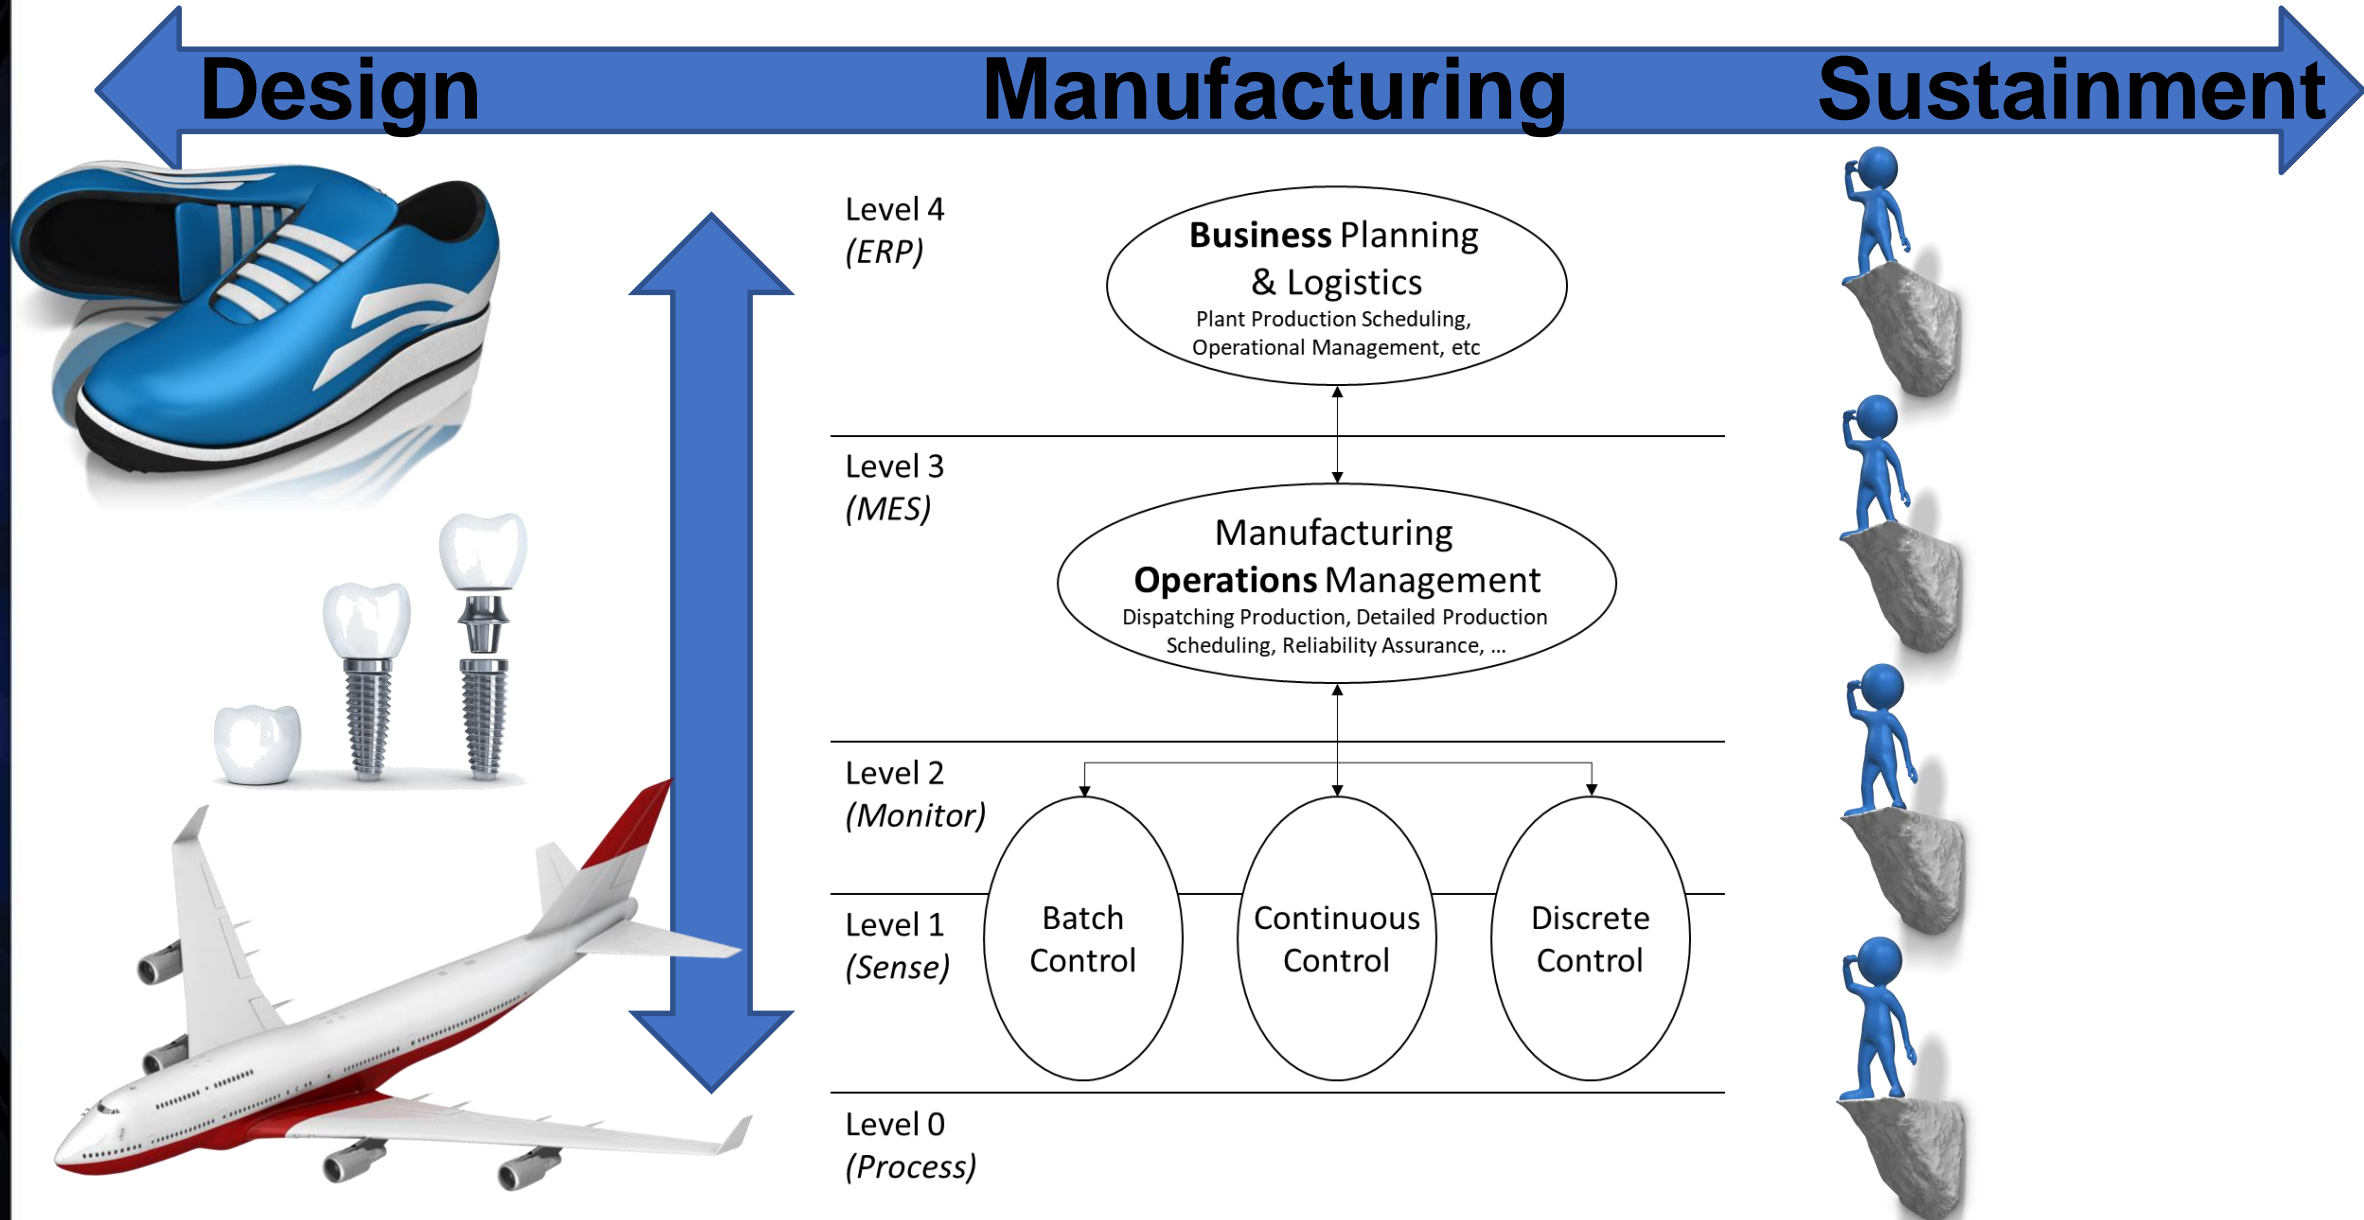 Design
Manufacturing
Sustainment
Level 4
(ERP)
Business Planning
& Logistics
Plant Production Scheduling,
Operational Management, etc
Level 3
(MES)
Manufacturing
Operations Management
Dispatching Production, Detailed Production
Scheduling, Reliability Assurance, ...
Level 2
(Monitor)
Level 1
(Sense)
Batch
Control
Continuous
Control
Discrete
Control
Level 0
(Process)